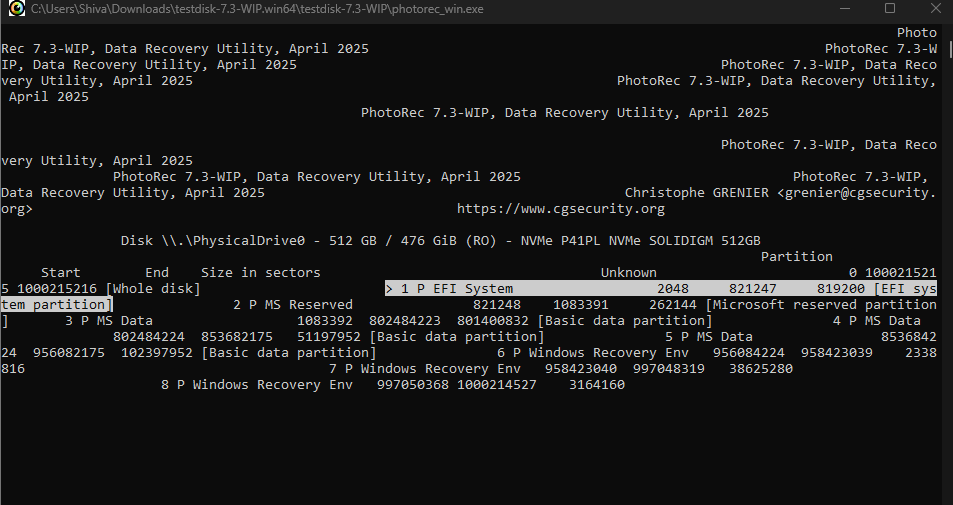 C:\Users\Shiva\Downloads\testdisk-7.3-WIP.win64\testdisk-7.3-WIP\photorec_win.exe
Photo
Rec 7.3-WIP, Data Recovery Utility, April 2025 PhotoRec 7.3-W
IP, Data Recovery Utility, April 2025 PhotoRec 7.3-WIP, Data Reco
very Utility, April 2025 PhotoRec 7.3-WIP, Data Recovery Utility,
April 2025
PhotoRec 7.3-WIP, Data Recovery Utility, April 2025
PhotoRec 7.3-WIP, Data Reco
very Utility, April 2025
PhotoRec 7.3-WIP, Data Recovery Utility, April 2025 PhotoRec 7.3-WIP,
Data Recovery Utility, April 2025 Christophe GRENIER <grenier@cgsecurity.
org> https://www.cgsecurity.org
Disk \\.\PhysicalDrive0 - 512 GB / 476 GiB (RO) - NVMe P41PL NVMe SOLIDIGM 512GB
Partition
Start End Size in sectors Unknown 0 100021521
5 1000215216 [Whole disk] > 1 P EFI System 2048 821247 819200 [EFI sys
tem partition] 2 P MS Reserved 821248 1083391 262144 [Microsoft reserved partition
] 3 P MS Data 1083392 802484223 801400832 [Basic data partition] 4 P MS Data
802484224 853682175 51197952 [Basic data partition] 5 P MS Data 8536842
24 956082175 102397952 [Basic data partition] 6 P Windows Recovery Env 956084224 958423039 2338
816 7 P Windows Recovery Env 958423040 997048319 38625280
8 P Windows Recovery Env 997050368 1000214527 3164160